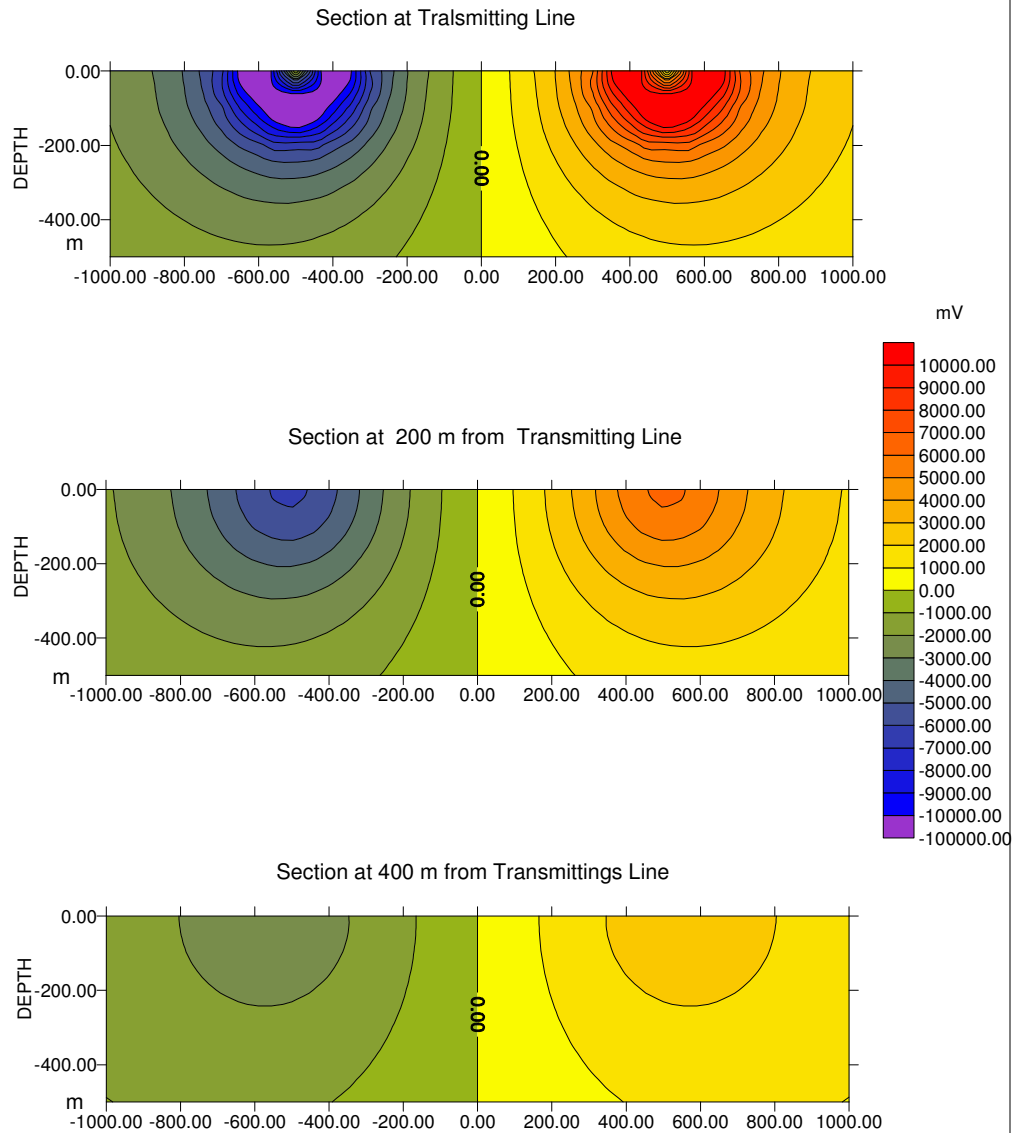 Section at Tralsmitting Line
0.00
-200.00
-400.00
m
DEPTH
0.00
-1000.00 -800.00 -600.00 -400.00 -200.00 0.00 200.00 400.00 600.00 800.00 1000.00
mV
10000.00
9000.00
8000.00
7000.00
6000.00
5000.00
4000.00
3000.00
2000.00
1000.00
0.00
-1000.00
-2000.00
-3000.00
-4000.00
-5000.00
-6000.00
-7000.00
-8000.00
-9000.00
-10000.00
-100000.00
Section at 200 m from Transmitting Line
0.00
-200.00
-400.00
m
DEPTH
0.00
-1000.00 -800.00 -600.00 -400.00 -200.00 0.00 200.00 400.00 600.00 800.00 1000.00
Section at 400 m from Transmittings Line
0.00
-200.00
-400.00
m
DEPTH
0.00
-1000.00 -800.00 -600.00 -400.00 -200.00 0.00 200.00 400.00 600.00 800.00 1000.00